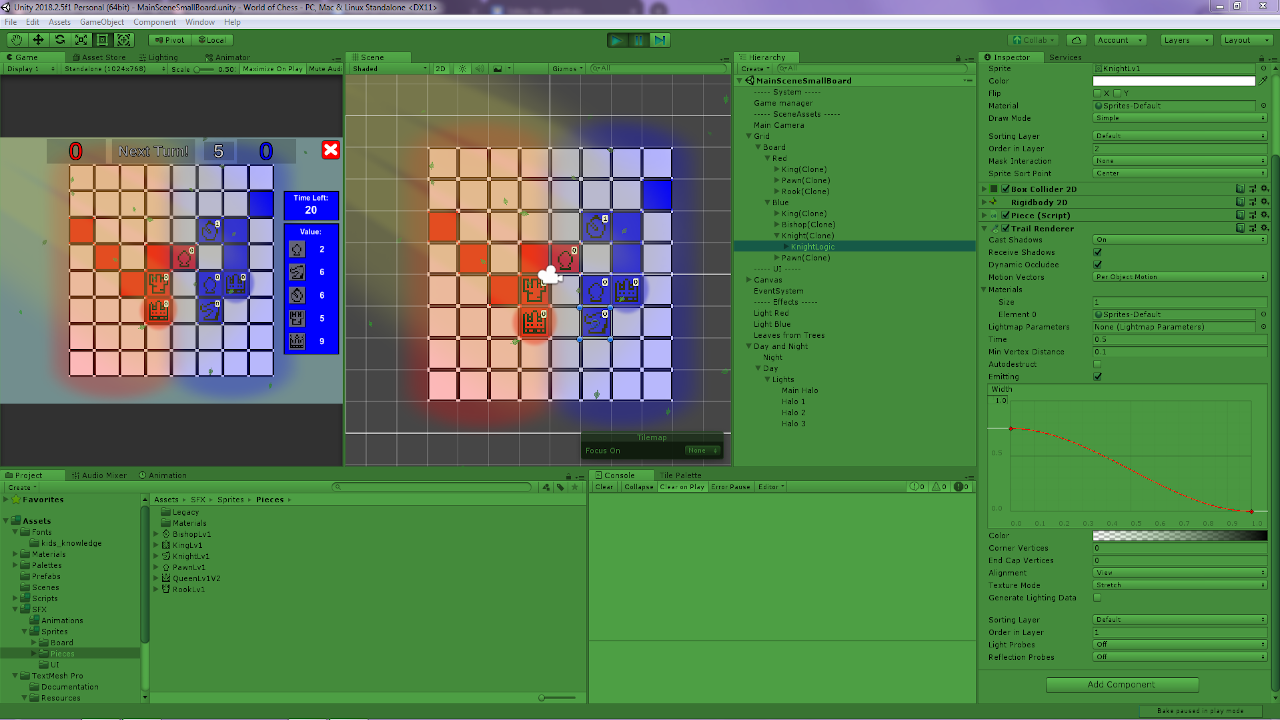 Unity 2018.2.5f1 Personal (64bit) - MainSceneSmallBoard.unity - World of Chess - PC, Mac & Linux Standalone <DX11>
File Edit Assets GameObject Component Window Help
Pivot Local Collab Account Layers Layout
Game Asset Store Lighting Animator
Display 1 Standalone (1024x768) Scale 0.50 Maximize On Play Mute Aud
0 Next Turn! 5 0
Time Left:
20
Value:
2
6
6
5
9
Scene
Shaded 2D Gizmos All
Tilemap
Focus On None
Hierarchy
Create All
MainSceneSmallBoard
----- System -----
Game manager
----- SceneAssets -----
Main Camera
Grid
Board
Red
King(Clone)
Pawn(Clone)
Rook(Clone)
Blue
King(Clone)
Bishop(Clone)
Knight(Clone)
KnightLogic
Pawn(Clone)
----- UI -----
Canvas
EventSystem
----- Effects -----
Light Red
Light Blue
Leaves from Trees
Day and Night
Night
Day
Lights
Main Halo
Halo 1
Halo 2
Halo 3
Inspector Services
Sprite KnightLv1
Color
Flip X Y
Material Sprites-Default
Draw Mode Simple
Sorting Layer Default
Order in Layer 2
Mask Interaction None
Sprite Sort Point Center
Box Collider 2D
Rigidbody 2D
Piece (Script)
Trail Renderer
Cast Shadows On
Receive Shadows
Dynamic Occludee
Motion Vectors Per Object Motion
Materials
Size 1
Element 0 Sprites-Default
Lightmap Parameters None (Lightmap Parameters)
Time 0.5
Min Vertex Distance 0.1
Autodestruct
Emitting
Width
1.0
0.5
0.0
0.0 0.1 0.2 0.3 0.4 0.5 0.6 0.7 0.8 0.9 1.0
Color
Corner Vertices 0
End Cap Vertices 0
Alignment View
Texture Mode Stretch
Generate Lighting Data
Sorting Layer Default
Order in Layer 1
Light Probes Off
Reflection Probes Off
Add Component
Bake paused in play mode
Project Audio Mixer Animation
Create
Favorites
Assets
Fonts
kids_knowledge
Materials
Palettes
Prefabs
Scenes
Scripts
SFX
Animations
Sprites
Board
Pieces
UI
TextMesh Pro
Documentation
Resources
Assets SFX Sprites Pieces
Legacy
Materials
BishopLv1
KingLv1
KnightLv1
PawnLv1
QueenLv1V2
RookLv1
Console Tile Palette
Clear Collapse Clear on Play Error Pause Editor 0 0 0